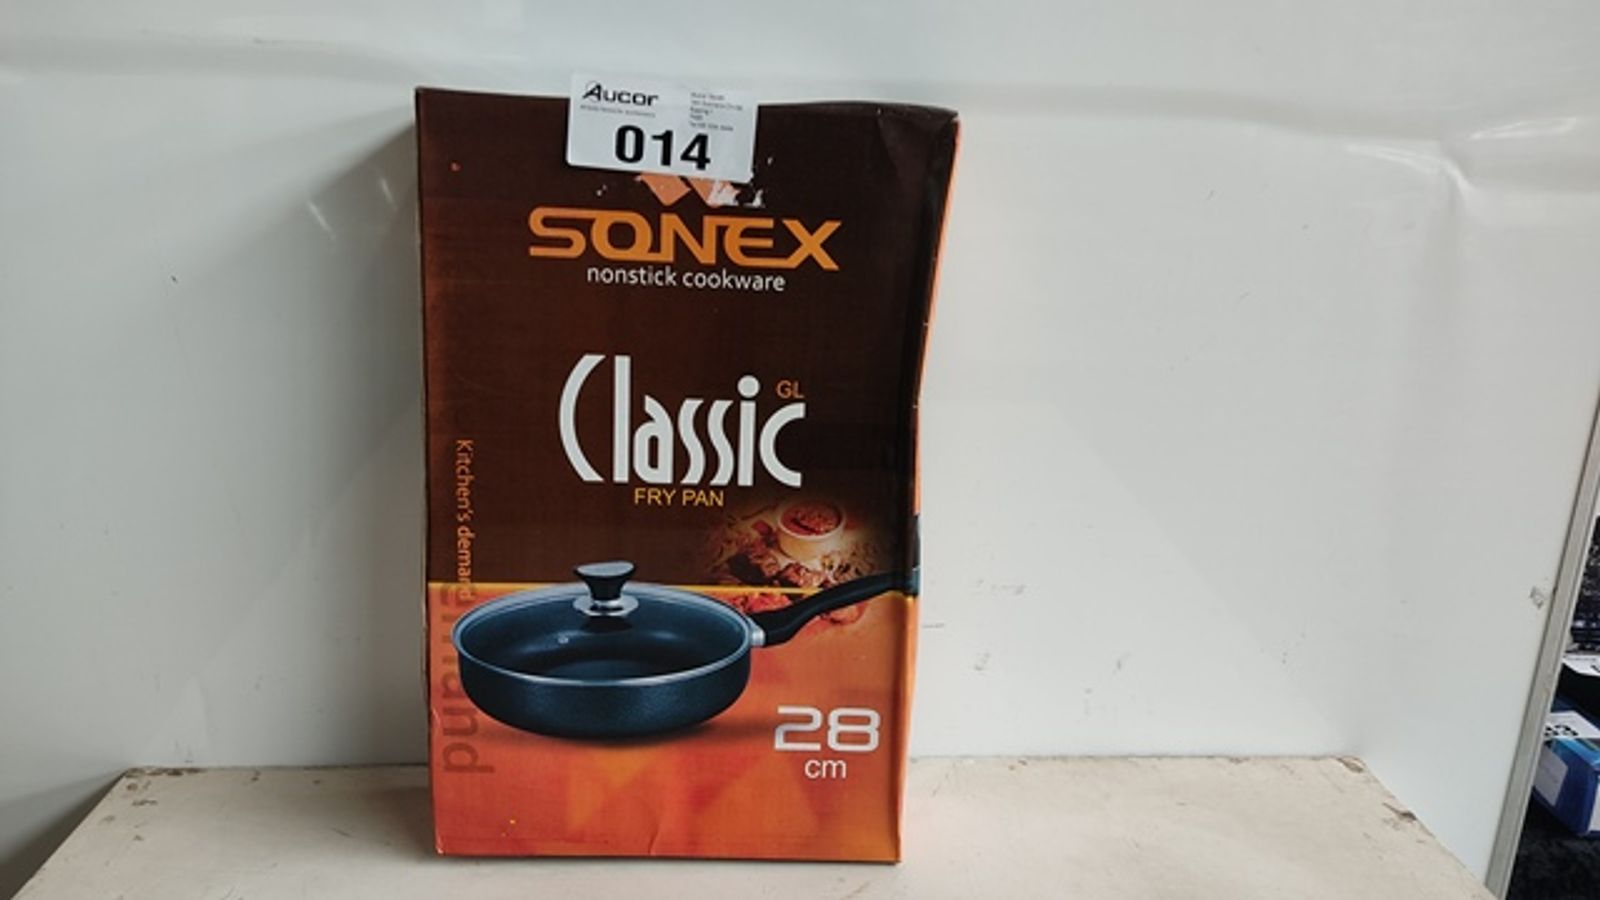 Aucor
014
SONEX
nonstick cookware
Classic
GL
FRY PAN
Kitchen's demand
28
cm